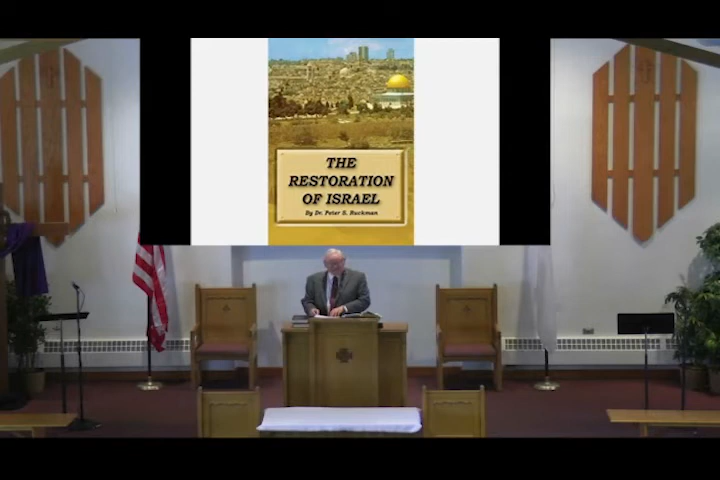 THE
RESTORATION
OF ISRAEL
By Dr. Peter S. Ruckman